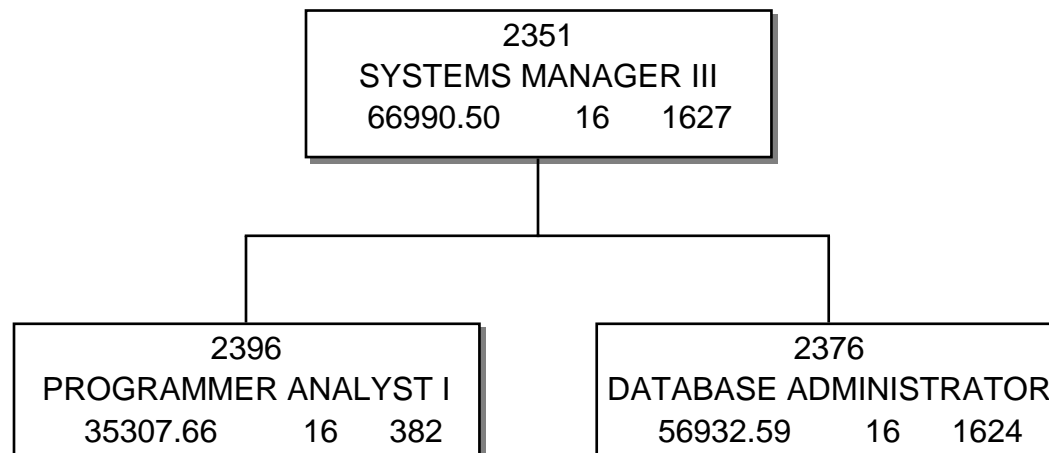 2351
SYSTEMS MANAGER III
66990.50 16 1627
2396
PROGRAMMER ANALYST I
35307.66 16 382
2376
DATABASE ADMINISTRATOR
56932.59 16 1624